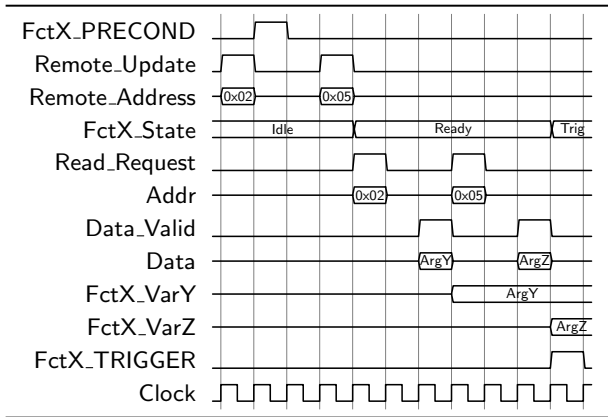 FctX_PRECOND
Remote_Update
Remote_Address 0x02 0x05
FctX_State Idle Ready Trig
Read_Request
Addr 0x02 0x05
Data_Valid
Data ArgY ArgZ
FctX_VarY ArgY
FctX_VarZ ArgZ
FctX_TRIGGER
Clock